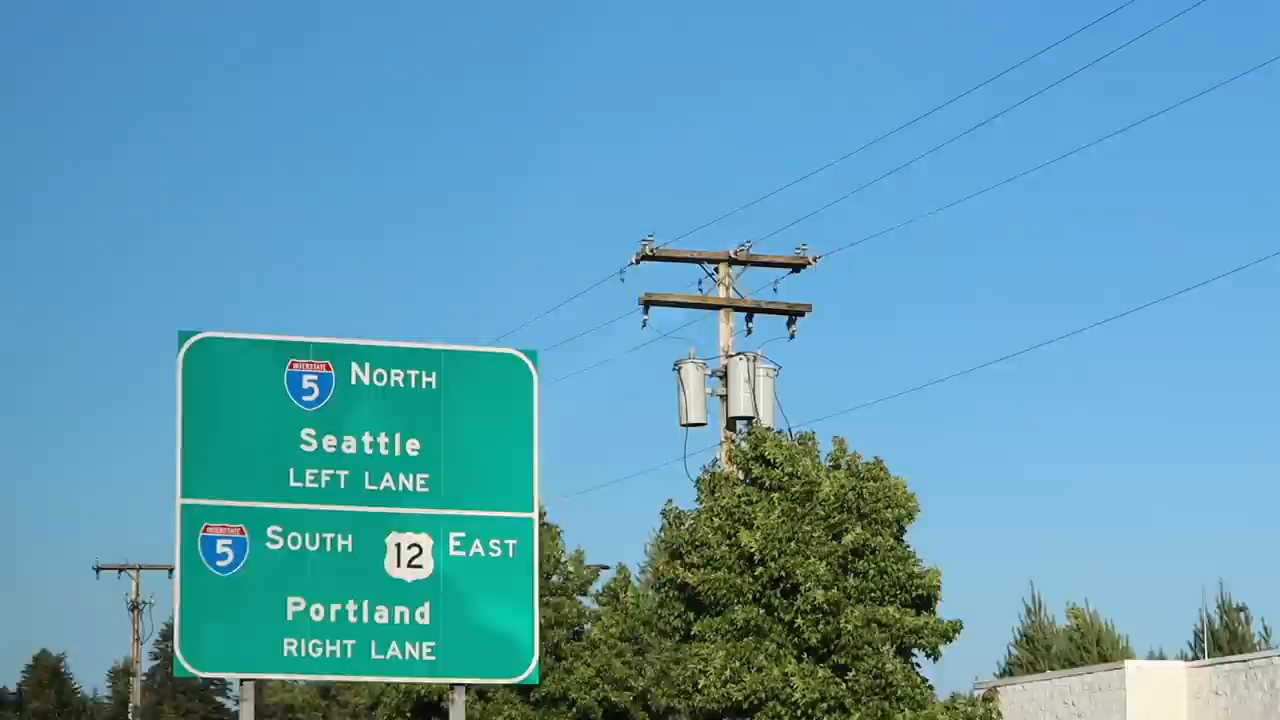 INTERSTATE
5 NORTH
Seattle
LEFT LANE
INTERSTATE
5 SOUTH 12 EAST
Portland
RIGHT LANE